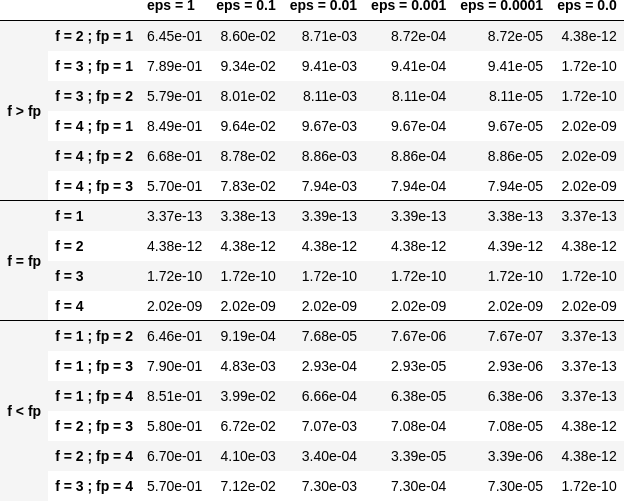 eps = 1 eps = 0.1 eps = 0.01 eps = 0.001 eps = 0.0001 eps = 0.0
f > fp
f = 2 ; fp = 1 6.45e-01 8.60e-02 8.71e-03 8.72e-04 8.72e-05 4.38e-12
f = 3 ; fp = 1 7.89e-01 9.34e-02 9.41e-03 9.41e-04 9.41e-05 1.72e-10
f = 3 ; fp = 2 5.79e-01 8.01e-02 8.11e-03 8.11e-04 8.11e-05 1.72e-10
f = 4 ; fp = 1 8.49e-01 9.64e-02 9.67e-03 9.67e-04 9.67e-05 2.02e-09
f = 4 ; fp = 2 6.68e-01 8.78e-02 8.86e-03 8.86e-04 8.86e-05 2.02e-09
f = 4 ; fp = 3 5.70e-01 7.83e-02 7.94e-03 7.94e-04 7.94e-05 2.02e-09
f = fp
f = 1 3.37e-13 3.38e-13 3.39e-13 3.39e-13 3.38e-13 3.37e-13
f = 2 4.38e-12 4.38e-12 4.38e-12 4.38e-12 4.39e-12 4.38e-12
f = 3 1.72e-10 1.72e-10 1.72e-10 1.72e-10 1.72e-10 1.72e-10
f = 4 2.02e-09 2.02e-09 2.02e-09 2.02e-09 2.02e-09 2.02e-09
f < fp
f = 1 ; fp = 2 6.46e-01 9.19e-04 7.68e-05 7.67e-06 7.67e-07 3.37e-13
f = 1 ; fp = 3 7.90e-01 4.83e-03 2.93e-04 2.93e-05 2.93e-06 3.37e-13
f = 1 ; fp = 4 8.51e-01 3.99e-02 6.66e-04 6.38e-05 6.38e-06 3.37e-13
f = 2 ; fp = 3 5.80e-01 6.72e-02 7.07e-03 7.08e-04 7.08e-05 4.38e-12
f = 2 ; fp = 4 6.70e-01 4.10e-03 3.40e-04 3.39e-05 3.39e-06 4.38e-12
f = 3 ; fp = 4 5.70e-01 7.12e-02 7.30e-03 7.30e-04 7.30e-05 1.72e-10